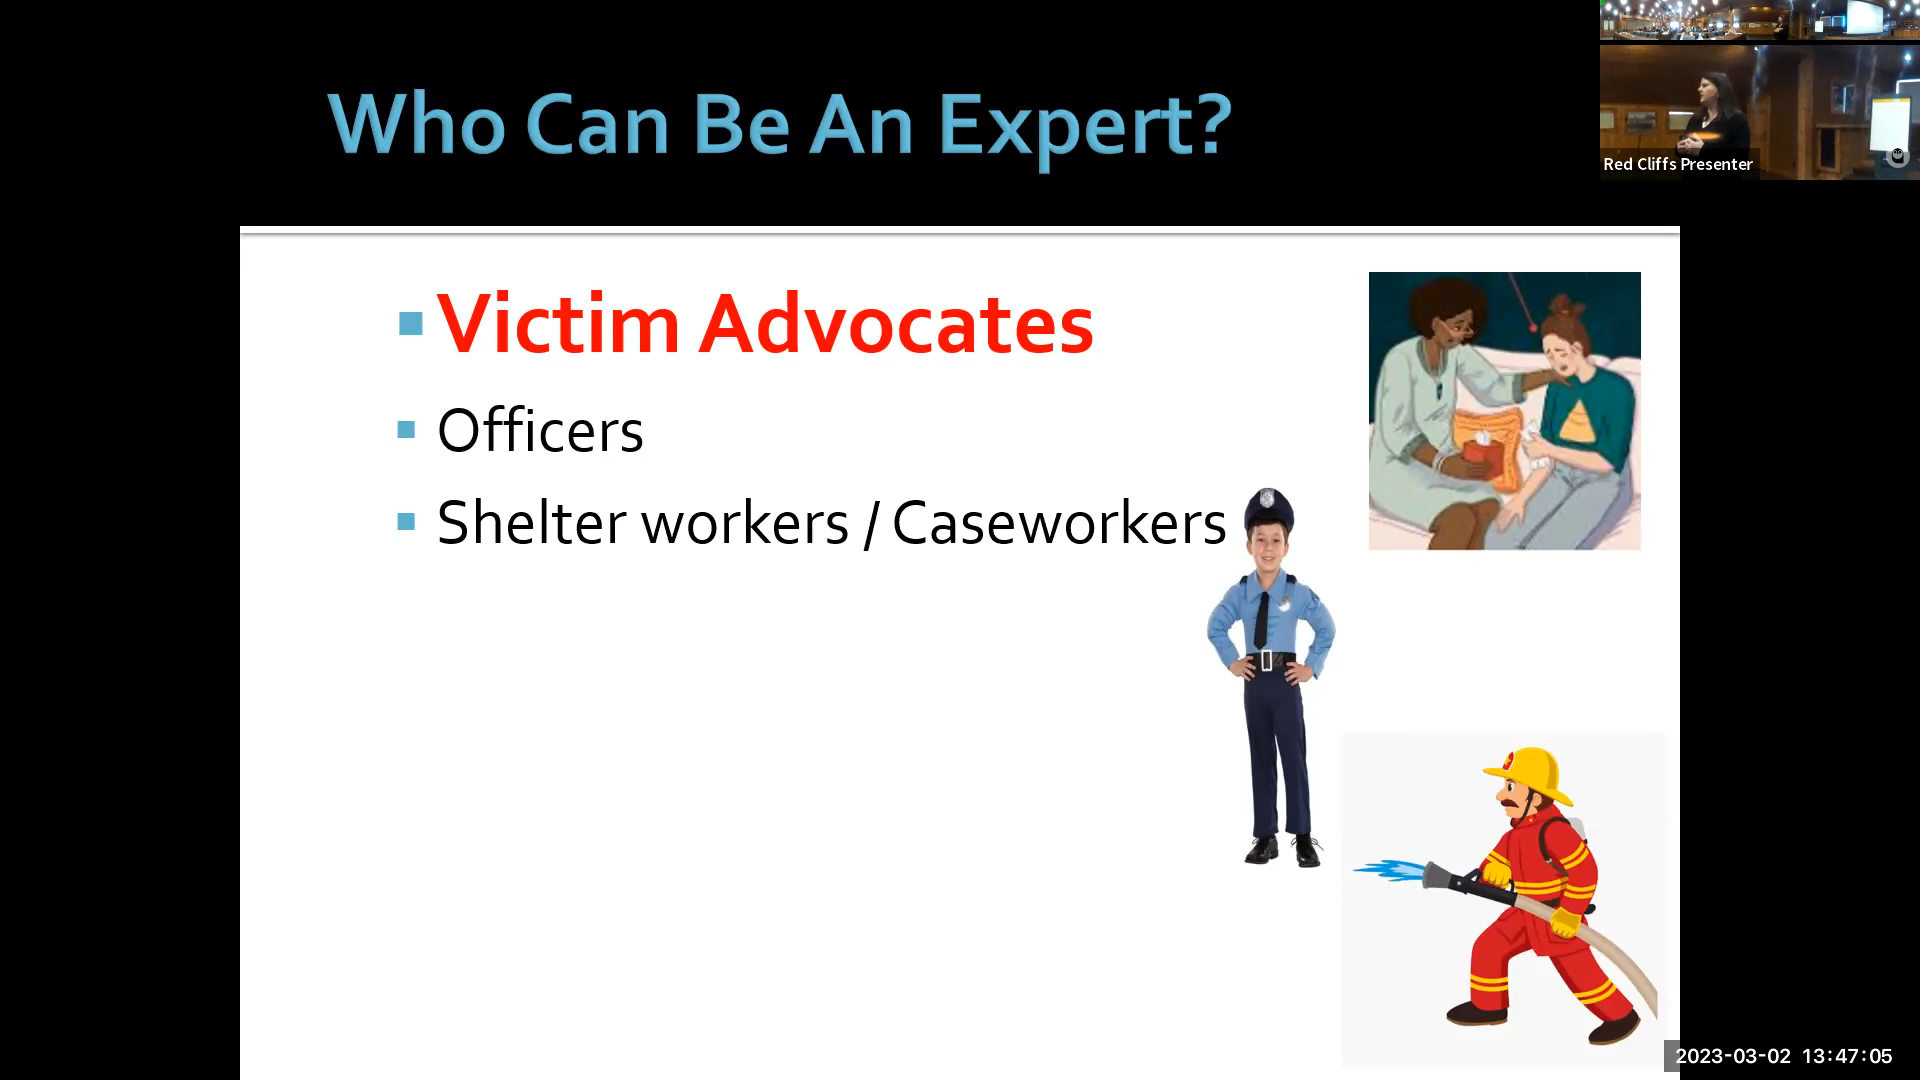 Who Can Be An Expert?
Red Cliffs Presenter
Victim Advocates
Officers
Shelter workers / Caseworkers
2023-03-02 13:47:05